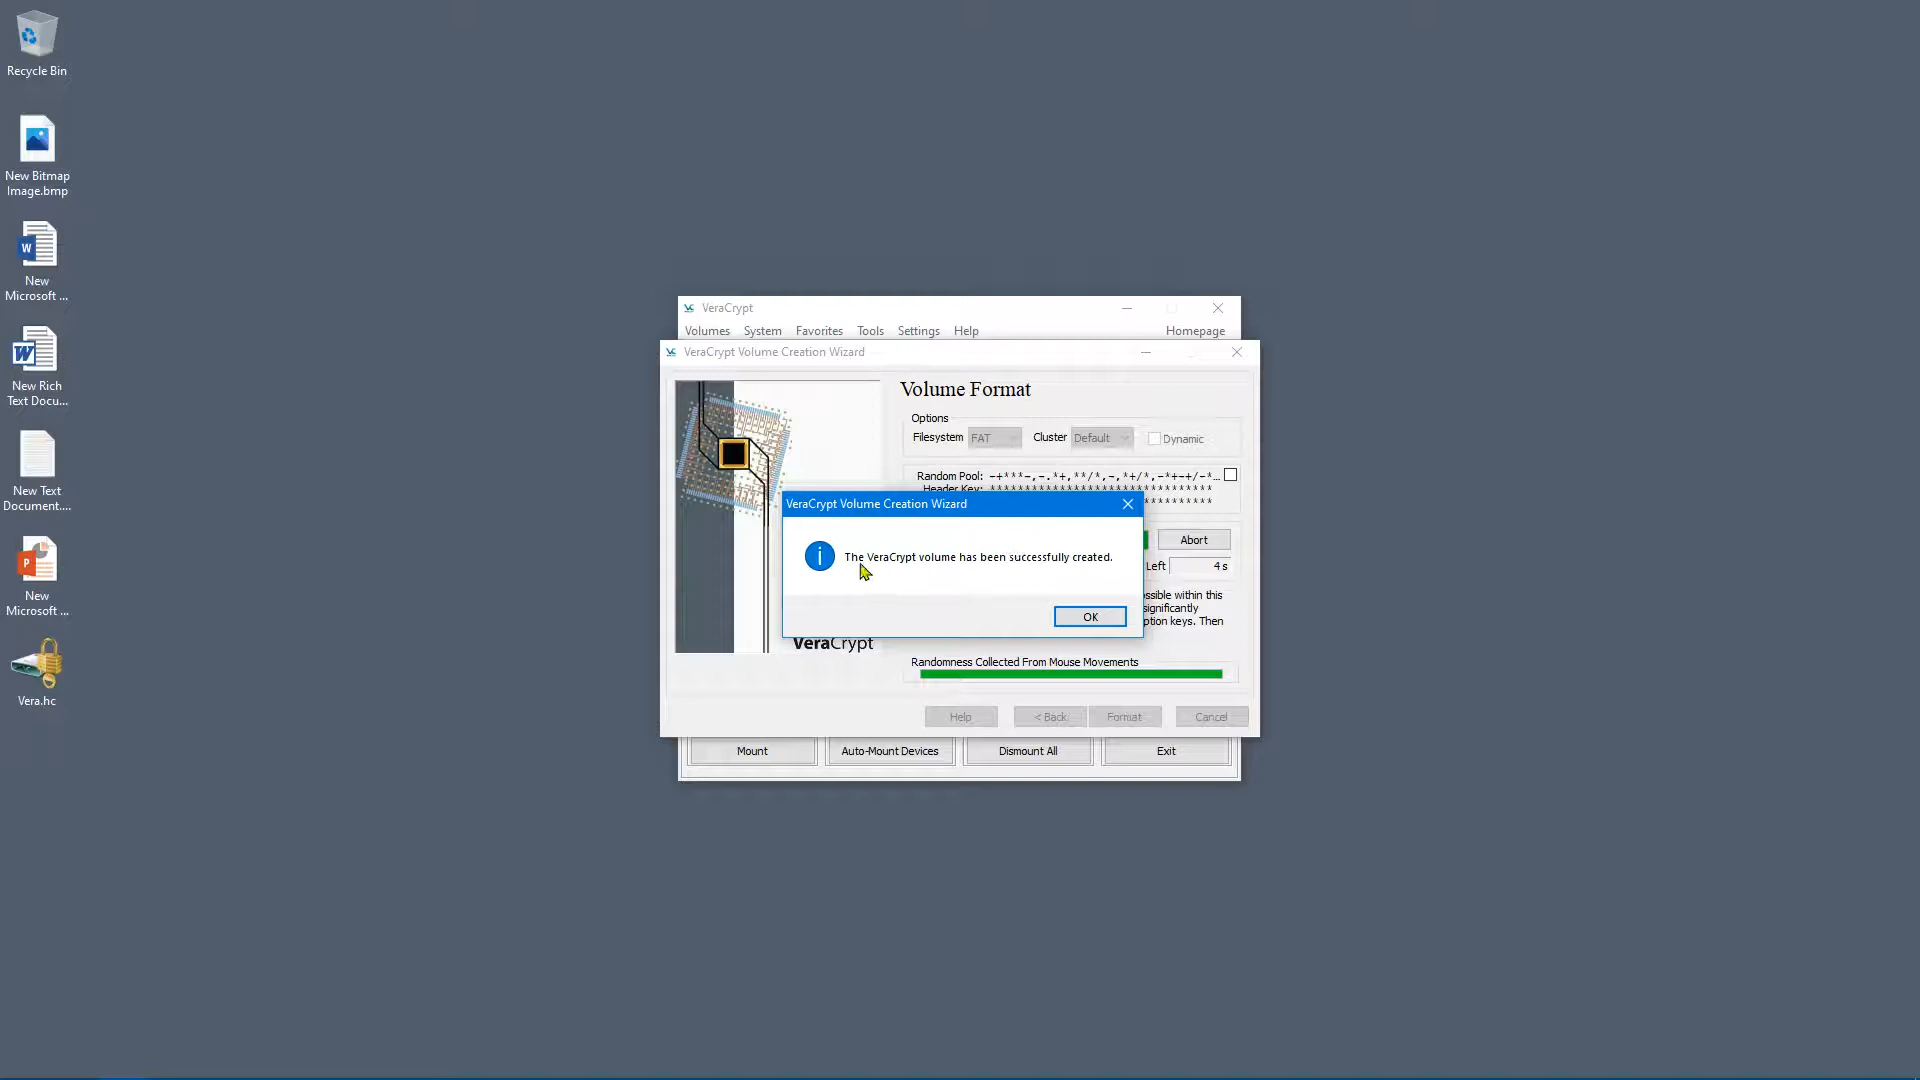 Recycle Bin
New Bitmap
Image.bmp
New
Microsoft ...
New Rich
Text Docu...
New Text
Document....
New
Microsoft ...
Vera.hc
VeraCrypt
Volumes System Favorites Tools Settings Help Homepage
VeraCrypt Volume Creation Wizard
Volume Format
Options
Filesystem FAT Cluster Default Dynamic
Random Pool: -+***-,-.*+,**/*,-,*+/*,-*+-+/-*...
Header Key: ******************************
**********
VeraCrypt Volume Creation Wizard
The VeraCrypt volume has been successfully created.
OK
Abort
Left 4 s
ossible within this
significantly
ption keys. Then
VeraCrypt
Randomness Collected From Mouse Movements
Help < Back Format Cancel
Mount Auto-Mount Devices Dismount All Exit